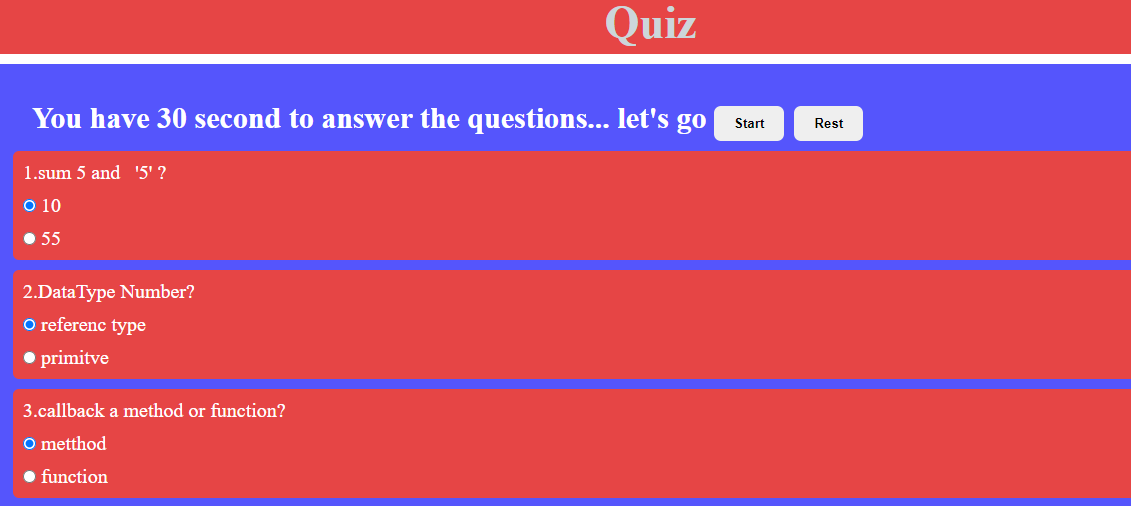 Quiz
You have 30 second to answer the questions... let's go Start Rest
1.sum 5 and '5' ?
10
55
2.DataType Number?
referenc type
primitve
3.callback a method or function?
metthod
function